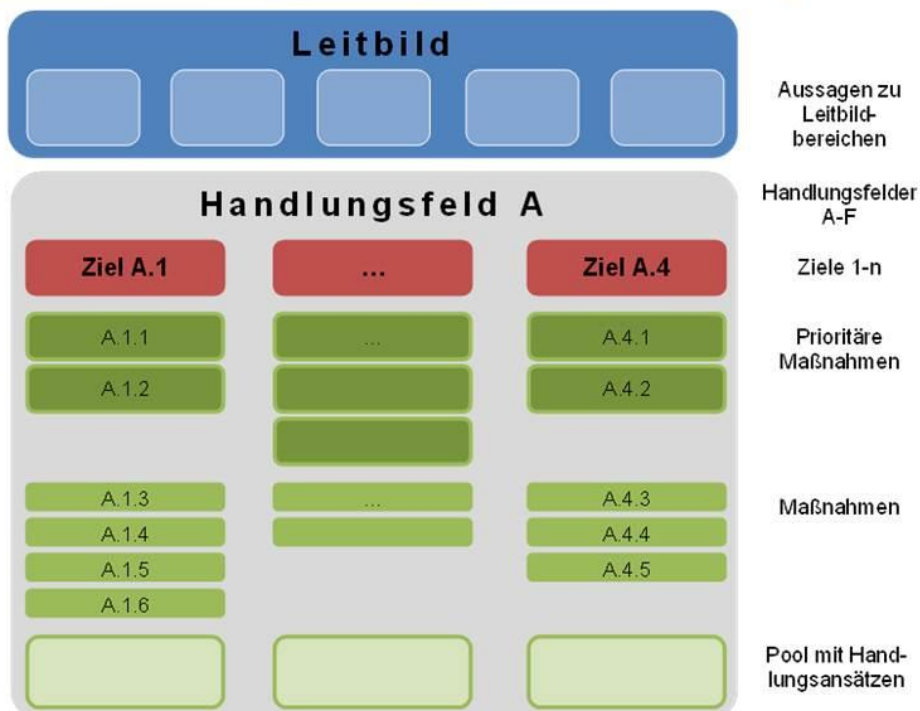 Leitbild
Aussagen zu
Leitbild-
bereichen
Handlungsfeld A
Handlungsfelder
A-F
Ziel A.1
...
Ziel A.4
Ziele 1-n
A.1.1
...
A.4.1
Prioritäre
Maßnahmen
A.1.2
A.4.2
A.1.3
...
A.4.3
Maßnahmen
A.1.4
A.4.4
A.1.5
A.4.5
A.1.6
Pool mit Hand-
lungsansätzen